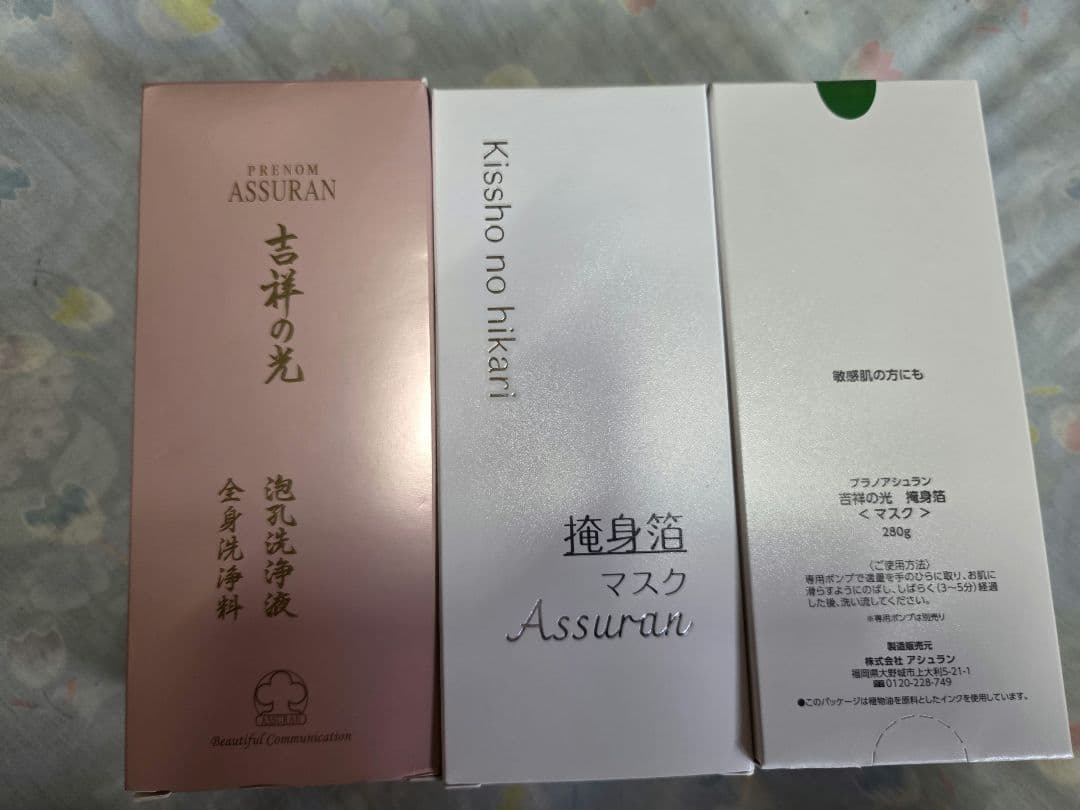 PRENOM
ASSURAN
吉祥の光
泡孔洗浄液
全身洗浄料
ASSURAN
Beautiful Communication
Kissho no hikari
掩身箔
マスク
Assuran
敏感肌の方にも
プラノアシュラン
吉祥の光 掩身箔
＜マスク＞
280g
〈ご使用方法〉
専用ポンプで適量を手のひらに取り、お肌に
滑らすようにのばし、しばらく(3〜5分)経過
した後、洗い流してください。
※専用ポンプは別売り
製造販売元
株式会社 アシュラン
福岡県大野城市上大利5-21-1
☎0120-228-749
●このパッケージは植物油を原料としたインクを使用しています。